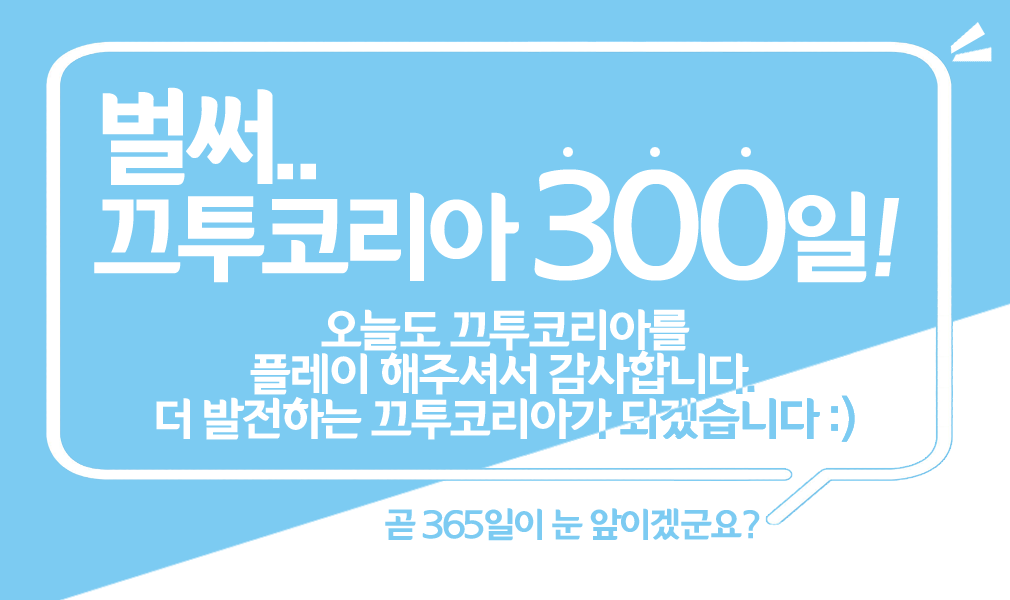 벌써..
끄투코리아 300일!
오늘도 끄투코리아를
플레이 해주셔서 감사합니다.
더 발전하는 끄투코리아가 되겠습니다 :)
곧 365일이 눈 앞이겠군요?